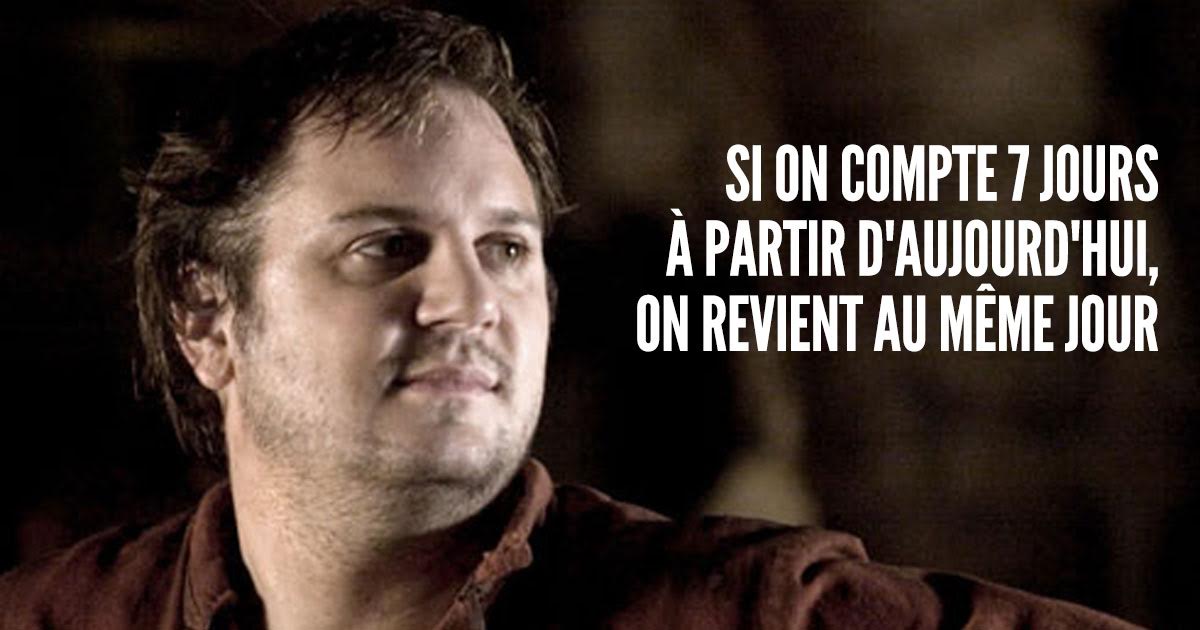 SI ON COMPTE 7 JOURS
À PARTIR D'AUJOURD'HUI,
ON REVIENT AU MÊME JOUR